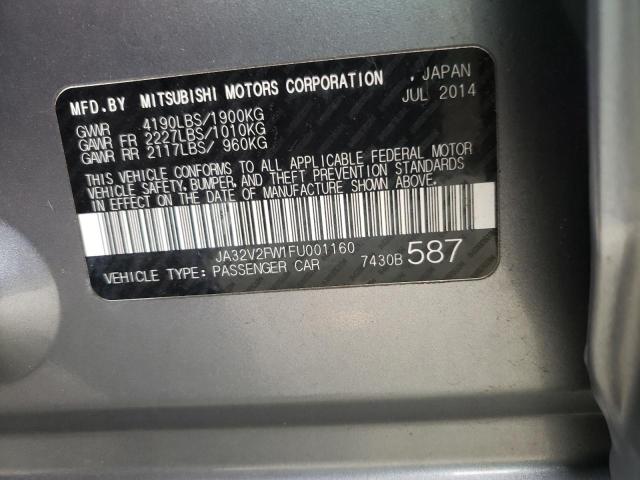 MFD.BY MITSUBISHI MOTORS CORPORATION , JAPAN
JUL 2014
GVWR 4190LBS/1900KG
GAWR FR 2227LBS/1010KG
GAWR RR 2117LBS/ 960KG
THIS VEHICLE CONFORMS TO ALL APPLICABLE FEDERAL MOTOR
VEHICLE SAFETY, BUMPER, AND THEFT PREVENTION STANDARDS
IN EFFECT ON THE DATE OF MANUFACTURE SHOWN ABOVE.
JA32V2FW1FU001160
VEHICLE TYPE: PASSENGER CAR 7430B 587